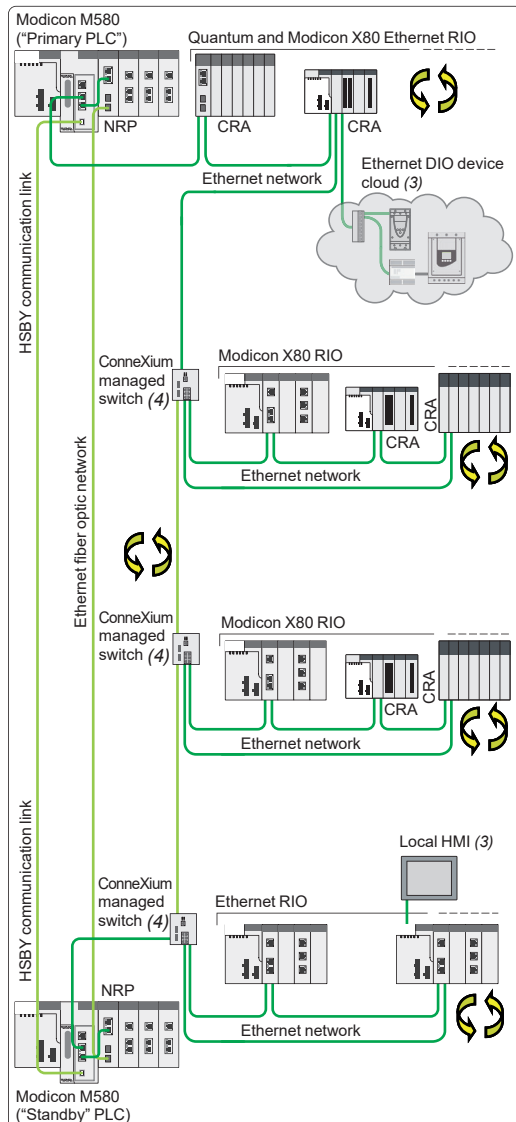 Modicon M580
(“Primary PLC”)
Quantum and Modicon X80 Ethernet RIO
NRP
CRA
CRA
Ethernet network
Ethernet DIO device
cloud (3)
HSBY communication link
Ethernet fiber optic network
ConneXium
managed
switch (4)
Modicon X80 RIO
CRA
CRA
Ethernet network
ConneXium
managed
switch (4)
Modicon X80 RIO
CRA
CRA
Ethernet network
Local HMI (3)
HSBY communication link
ConneXium
managed
switch (4)
Ethernet RIO
NRP
Ethernet network
Modicon M580
(“Standby” PLC)